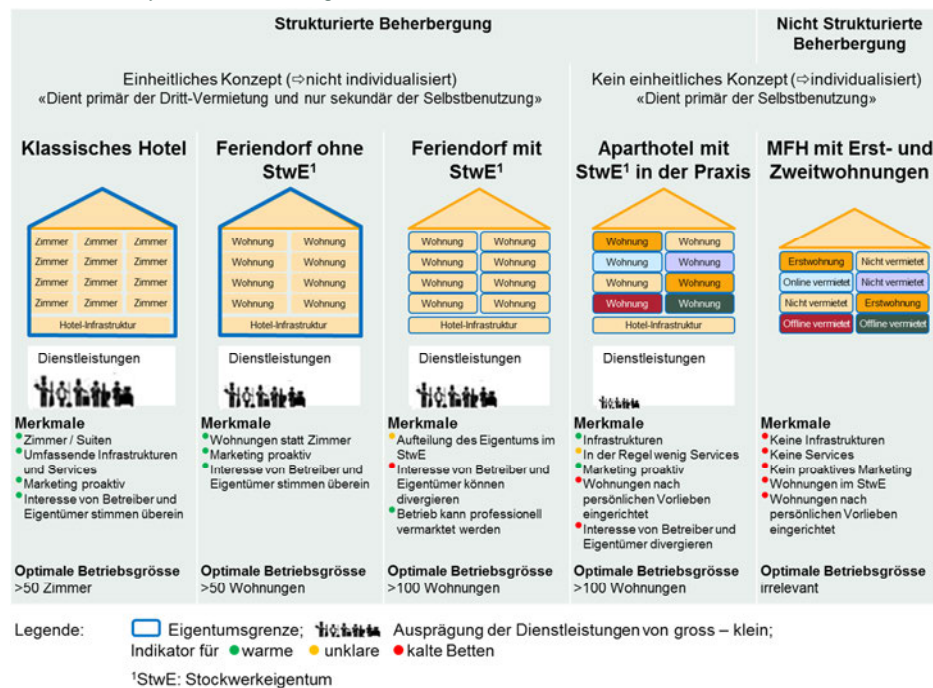 Strukturierte Beherbergung
Nicht Strukturierte
Beherbergung
Einheitliches Konzept (⇨nicht individualisiert)
«Dient primär der Dritt-Vermietung und nur sekundär der Selbstbenutzung»
Kein einheitliches Konzept (⇨individualisiert)
«Dient primär der Selbstbenutzung»
Klassisches Hotel
Zimmer Zimmer Zimmer
Zimmer Zimmer Zimmer
Zimmer Zimmer Zimmer
Zimmer Zimmer Zimmer
Hotel-Infrastruktur
Dienstleistungen
Merkmale
Zimmer / Suiten
Umfassende Infrastrukturen
und Services
Marketing proaktiv
Interesse von Betreiber und
Eigentümer stimmen überein
Optimale Betriebsgrösse
>50 Zimmer
Feriendorf ohne
StwE¹
Wohnung Wohnung
Wohnung Wohnung
Wohnung Wohnung
Wohnung Wohnung
Hotel-Infrastruktur
Dienstleistungen
Merkmale
Wohnungen statt Zimmer
Marketing proaktiv
Interesse von Betreiber und
Eigentümer stimmen überein
Optimale Betriebsgrösse
>50 Wohnungen
Feriendorf mit
StwE¹
Wohnung Wohnung
Wohnung Wohnung
Wohnung Wohnung
Wohnung Wohnung
Hotel-Infrastruktur
Dienstleistungen
Merkmale
Aufteilung des Eigentums im
StwE
Interesse von Betreiber und
Eigentümer können
divergieren
Betrieb kann professionell
vermarktet werden
Optimale Betriebsgrösse
>100 Wohnungen
Aparthotel mit
StwE¹ in der Praxis
Wohnung Wohnung
Wohnung Wohnung
Wohnung Wohnung
Wohnung Wohnung
Hotel-Infrastruktur
Dienstleistungen
Merkmale
Infrastrukturen
In der Regel wenig Services
Marketing proaktiv
Wohnungen nach
persönlichen Vorlieben
eingerichtet
Interesse von Betreiber und
Eigentümer divergieren
Optimale Betriebsgrösse
>100 Wohnungen
MFH mit Erst- und
Zweitwohnungen
Erstwohnung Nicht vermietet
Online vermietet Nicht vermietet
Nicht vermietet Erstwohnung
Offline vermietet Offline vermietet
Merkmale
Keine Infrastrukturen
Keine Services
Kein proaktives Marketing
Wohnungen im StwE
Wohnungen nach
persönlichen Vorlieben
eingerichtet
Optimale Betriebsgrösse
irrelevant
Legende: Eigentumsgrenze; Ausprägung der Dienstleistungen von gross – klein;
Indikator für warme unklare kalte Betten
¹StwE: Stockwerkeigentum